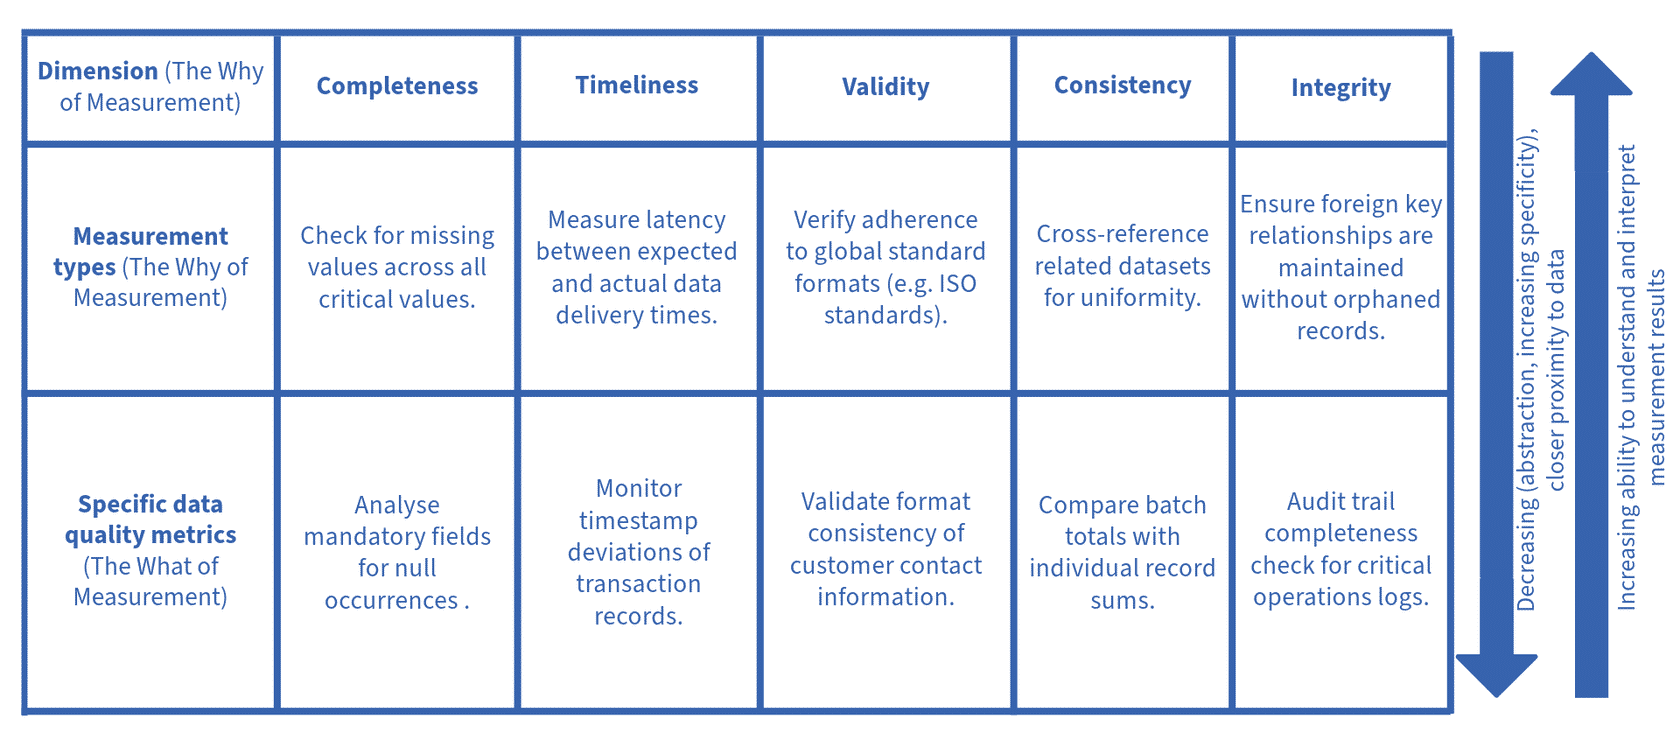 Dimension (The Why
of Measurement)
Completeness
Timeliness
Validity
Consistency
Integrity
Measurement
types (The Why of
Measurement)
Check for missing
values across all
critical values.
Measure latency
between expected
and actual data
delivery times.
Verify adherence
to global standard
formats (e.g. ISO
standards).
Cross-reference
related datasets
for uniformity.
Ensure foreign key
relationships are
maintained
without orphaned
records.
Specific data
quality metrics
(The What of
Measurement)
Analyse
mandatory fields
for null
occurrences .
Monitor
timestamp
deviations of
transaction
records.
Validate format
consistency of
customer contact
information.
Compare batch
totals with
individual record
sums.
Audit trail
completeness
check for critical
operations logs.
Decreasing (abstraction, increasing specificity),
closer proximity to data
Increasing ability to understand and interpret
measurement results